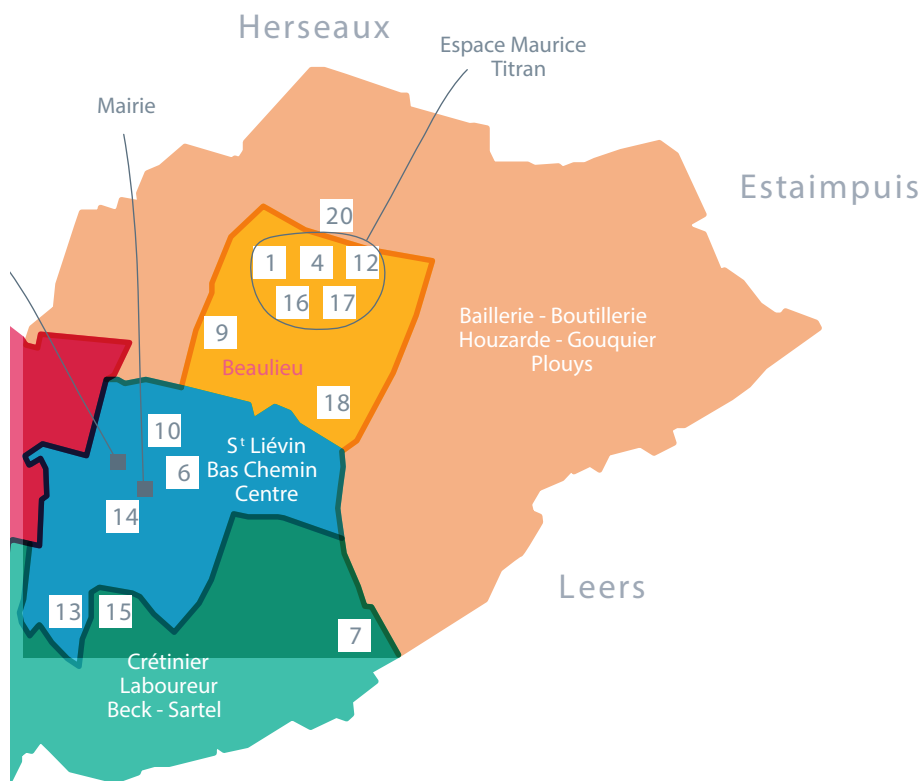 Herseaux
Espace Maurice
Titran
Mairie
Estaimpuis
20
1 4 12
16 17
9
Baillerie - Boutillerie
Houzarde - Gouquier
Plouys
Beaulieu
18
10
Sᵗ Liévin
Bas Chemin
Centre
6
14
Leers
13 15
7
Crétinier
Laboureur
Beck - Sartel